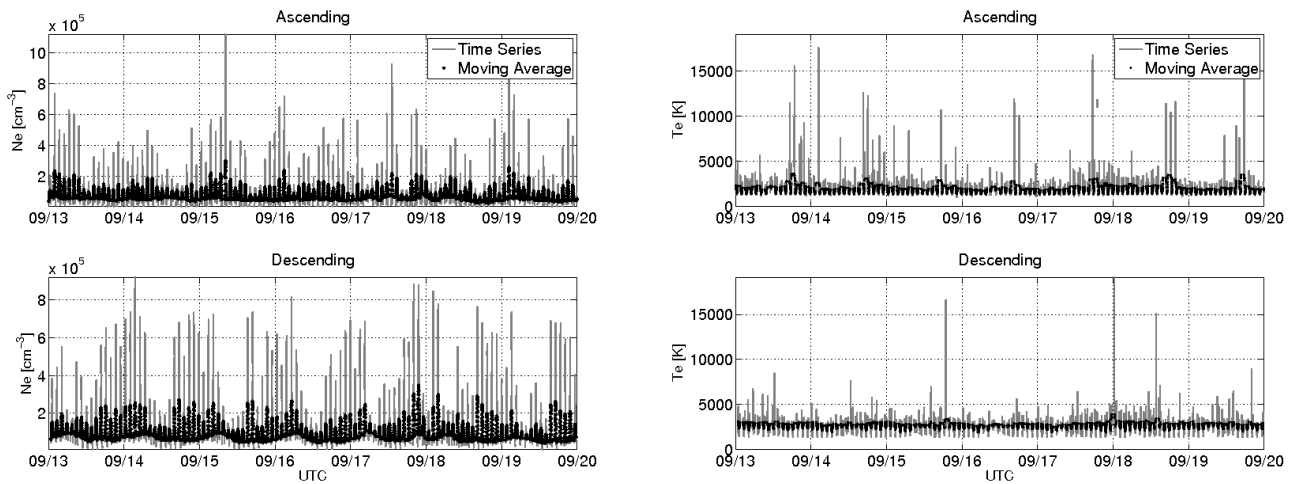 Ascending
x 10^5
Ne [cm^-3]
10
8
6
4
2
Time Series
Moving Average
09/13 09/14 09/15 09/16 09/17 09/18 09/19 09/20
Ascending
Te [K]
15000
10000
5000
0
Time Series
Moving Average
09/13 09/14 09/15 09/16 09/17 09/18 09/19 09/20
Descending
x 10^5
Ne [cm^-3]
8
6
4
2
09/13 09/14 09/15 09/16 09/17 09/18 09/19 09/20
UTC
Descending
Te [K]
15000
10000
5000
0
09/13 09/14 09/15 09/16 09/17 09/18 09/19 09/20
UTC